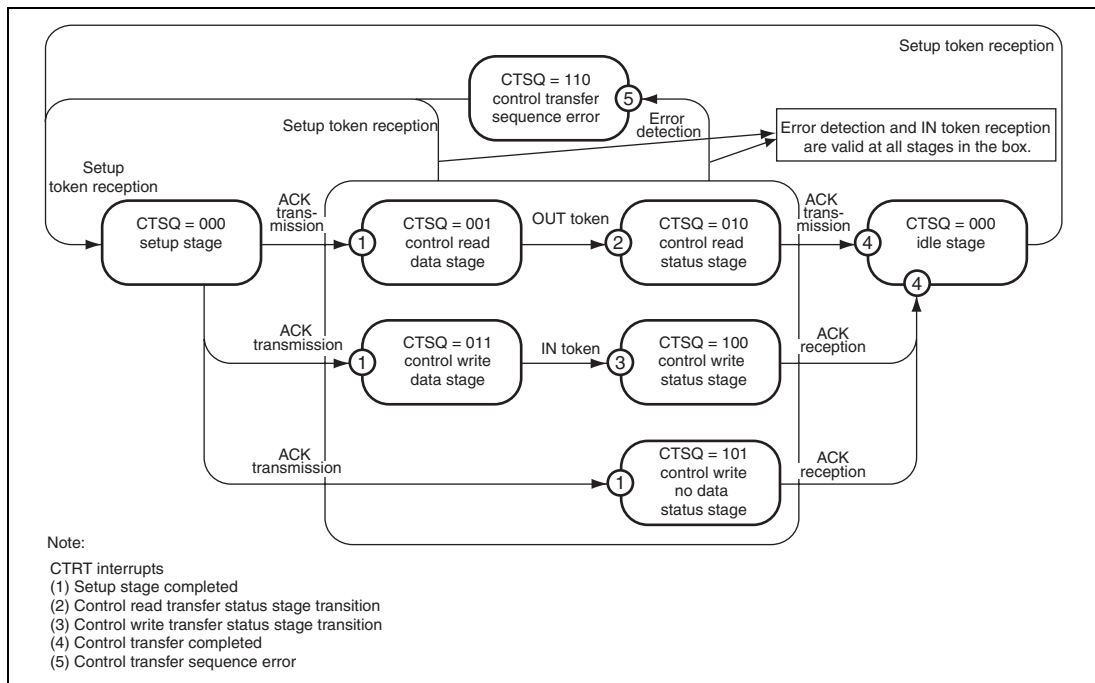 Setup token reception
CTSQ = 110
control transfer
sequence error
5
Setup token reception
Error
detection
Error detection and IN token reception
are valid at all stages in the box.
Setup
token reception
CTSQ = 000
setup stage
ACK
trans-
mission
1
CTSQ = 001
control read
data stage
OUT token
2
CTSQ = 010
control read
status stage
ACK
trans-
mission
4
CTSQ = 000
idle stage
4
ACK
transmission
1
CTSQ = 011
control write
data stage
IN token
3
CTSQ = 100
control write
status stage
ACK
reception
ACK
transmission
1
CTSQ = 101
control write
no data
status stage
ACK
reception
Note:
CTRT interrupts
(1) Setup stage completed
(2) Control read transfer status stage transition
(3) Control write transfer status stage transition
(4) Control transfer completed
(5) Control transfer sequence error